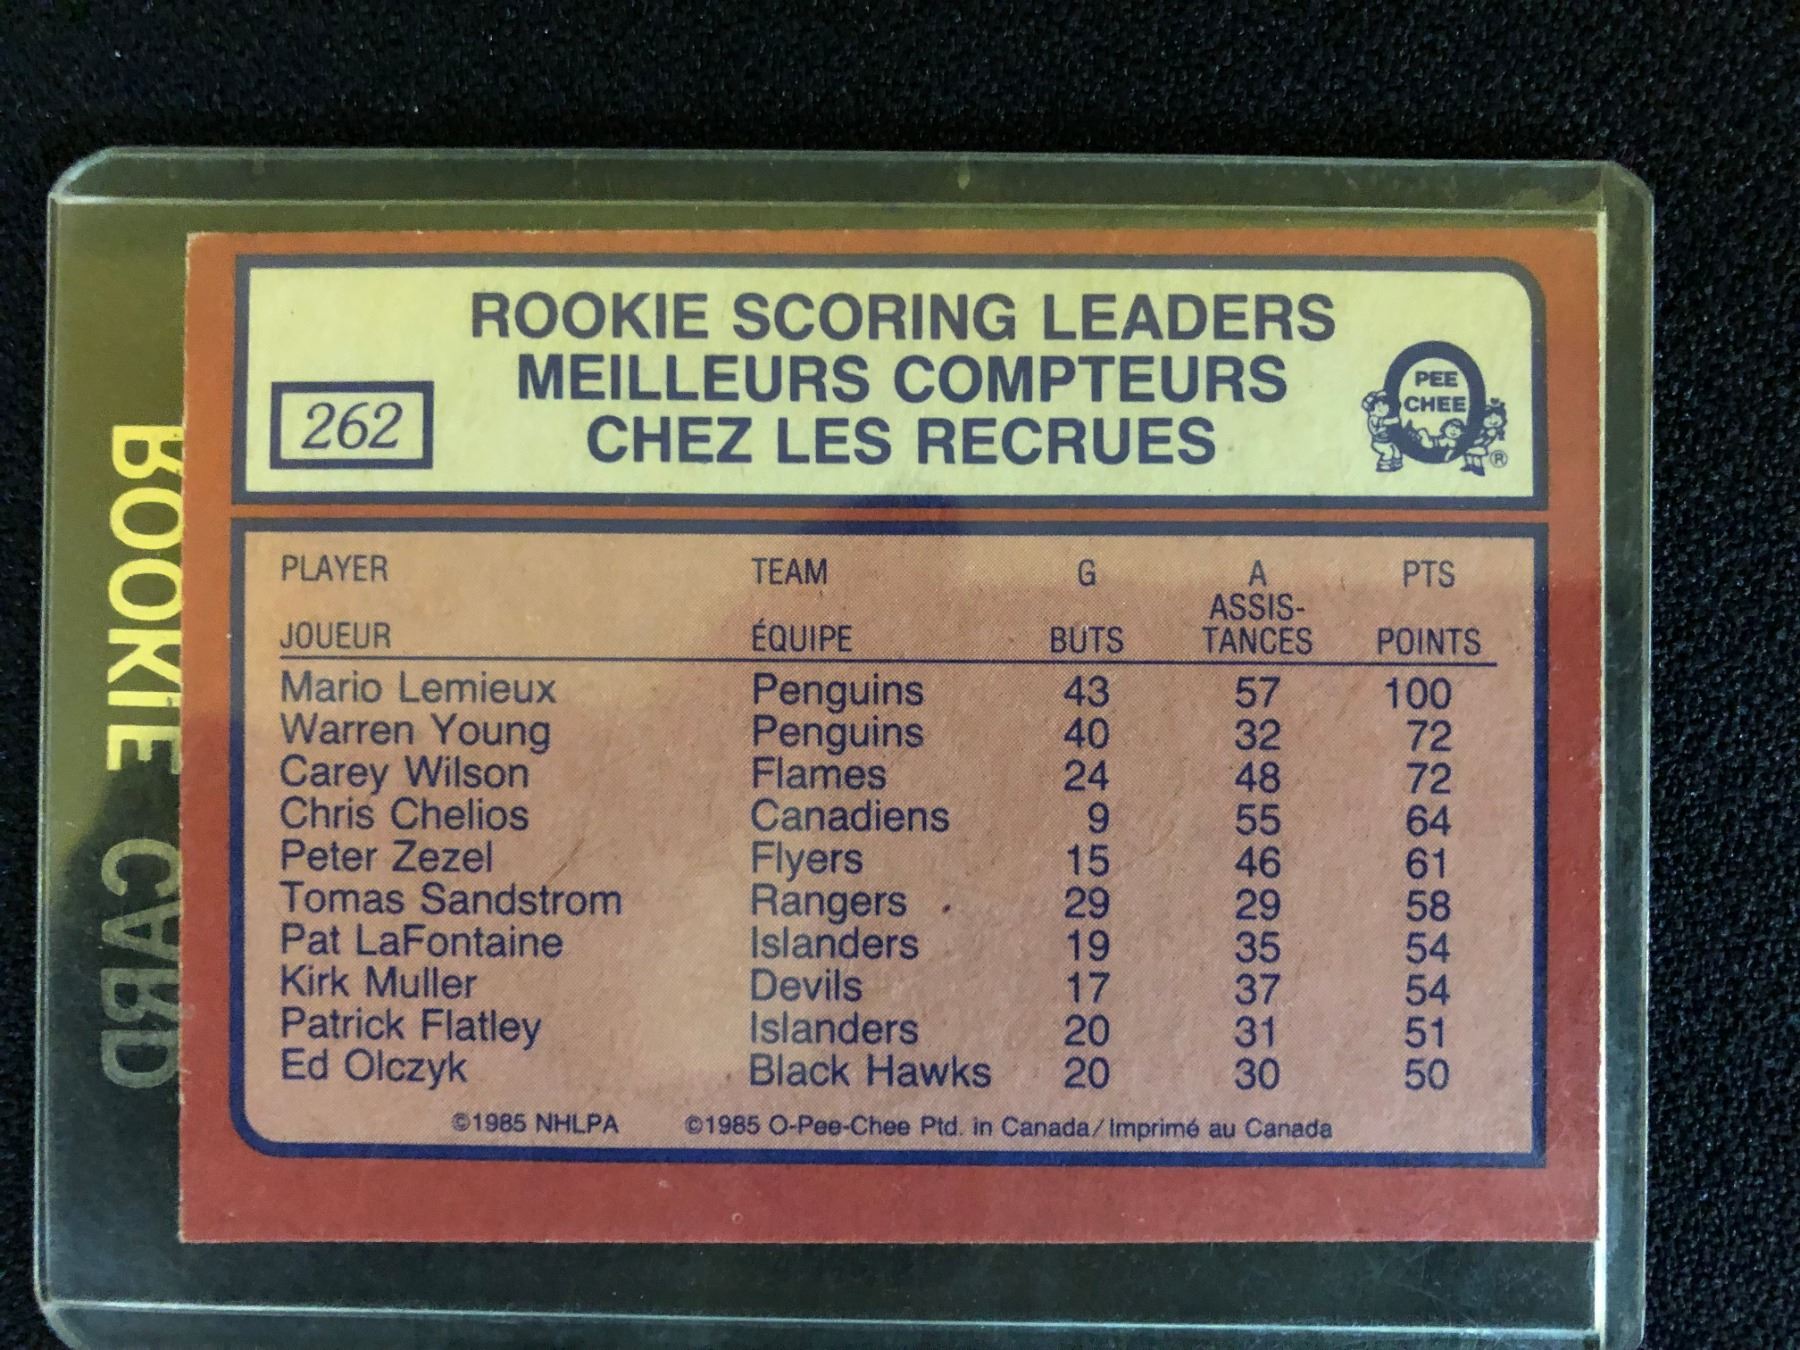 ROOKIE SCORING LEADERS
MEILLEURS COMPTEURS
CHEZ LES RECRUES
262
PEE
CHEE
®
PLAYER TEAM G A PTS
JOUEUR ÉQUIPE BUTS ASSIS-
TANCES POINTS
Mario Lemieux Penguins 43 57 100
Warren Young Penguins 40 32 72
Carey Wilson Flames 24 48 72
Chris Chelios Canadiens 9 55 64
Peter Zezel Flyers 15 46 61
Tomas Sandstrom Rangers 29 29 58
Pat LaFontaine Islanders 19 35 54
Kirk Muller Devils 17 37 54
Patrick Flatley Islanders 20 31 51
Ed Olczyk Black Hawks 20 30 50
©1985 NHLPA ©1985 O-Pee-Chee Ptd. in Canada/Imprimé au Canada
ROOKIE CARD